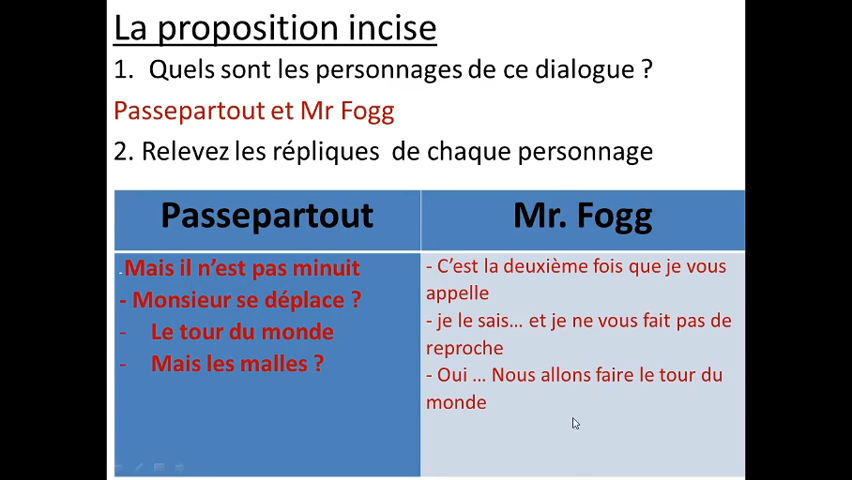 La proposition incise
1. Quels sont les personnages de ce dialogue ?
Passepartout et Mr Fogg
2. Relevez les répliques de chaque personnage
Passepartout
Mr. Fogg
-Mais il n’est pas minuit
- Monsieur se déplace ?
- Le tour du monde
- Mais les malles ?
- C’est la deuxième fois que je vous
appelle
- je le sais… et je ne vous fait pas de
reproche
- Oui … Nous allons faire le tour du
monde